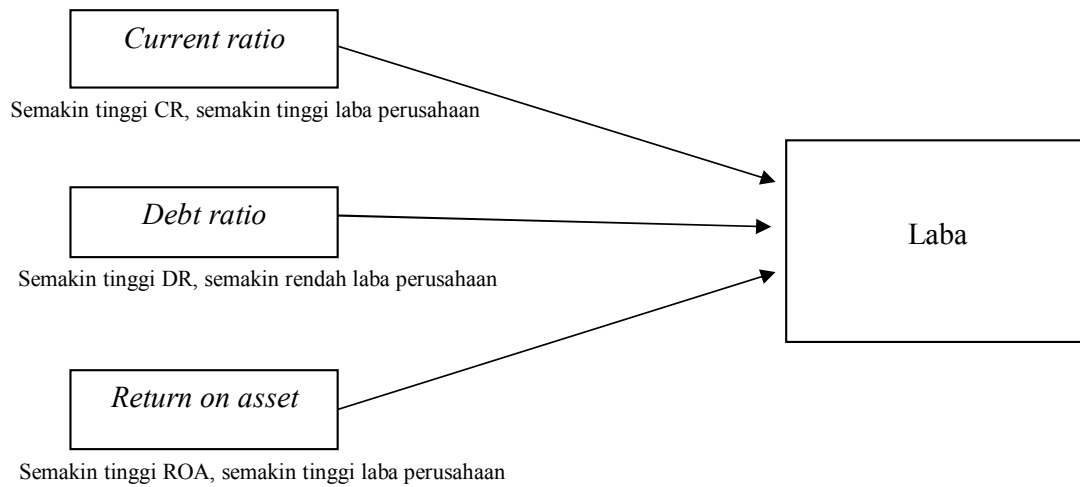 Current ratio
Semakin tinggi CR, semakin tinggi laba perusahaan
Debt ratio
Semakin tinggi DR, semakin rendah laba perusahaan
Laba
Return on asset
Semakin tinggi ROA, semakin tinggi laba perusahaan